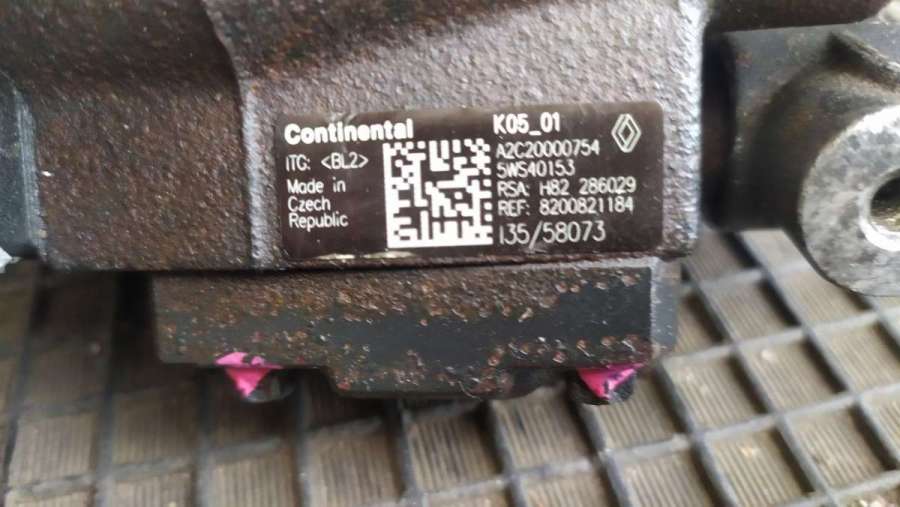 Continental
iTG: <BL2>
Made in
Czech
Republic
K05_01
A2C20000754
5WS40153
RSA: H82 286029
REF: 8200821184
I35/58073